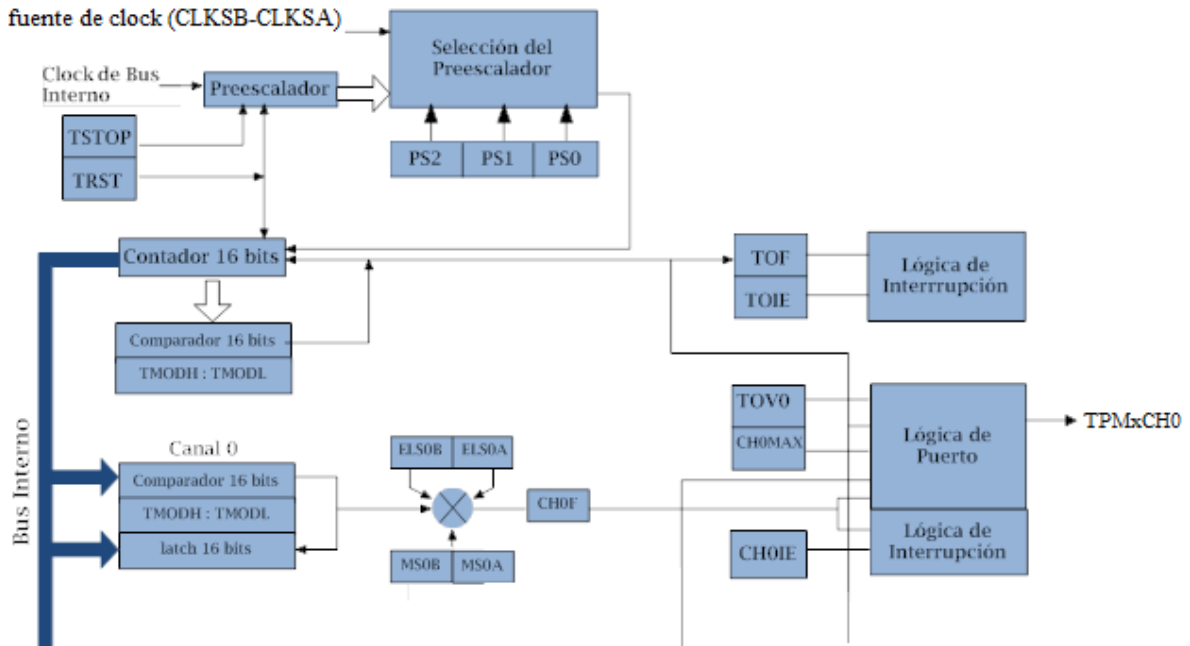 fuente de clock (CLKSB-CLKSA)
Selección del
Preescalador
Clock de Bus
Interno
Preescalador
TSTOP
TRST
PS2 PS1 PS0
Contador 16 bits
TOF
TOIE
Lógica de
Interrrupción
Comparador 16 bits
TMODH : TMODL
Bus Interno
Canal 0
Comparador 16 bits
TMODH : TMODL
latch 16 bits
ELS0B ELS0A
MS0B MS0A
CH0F
TOV0
CH0MAX
Lógica de
Puerto
TPMxCH0
CH0IE
Lógica de
Interrupción